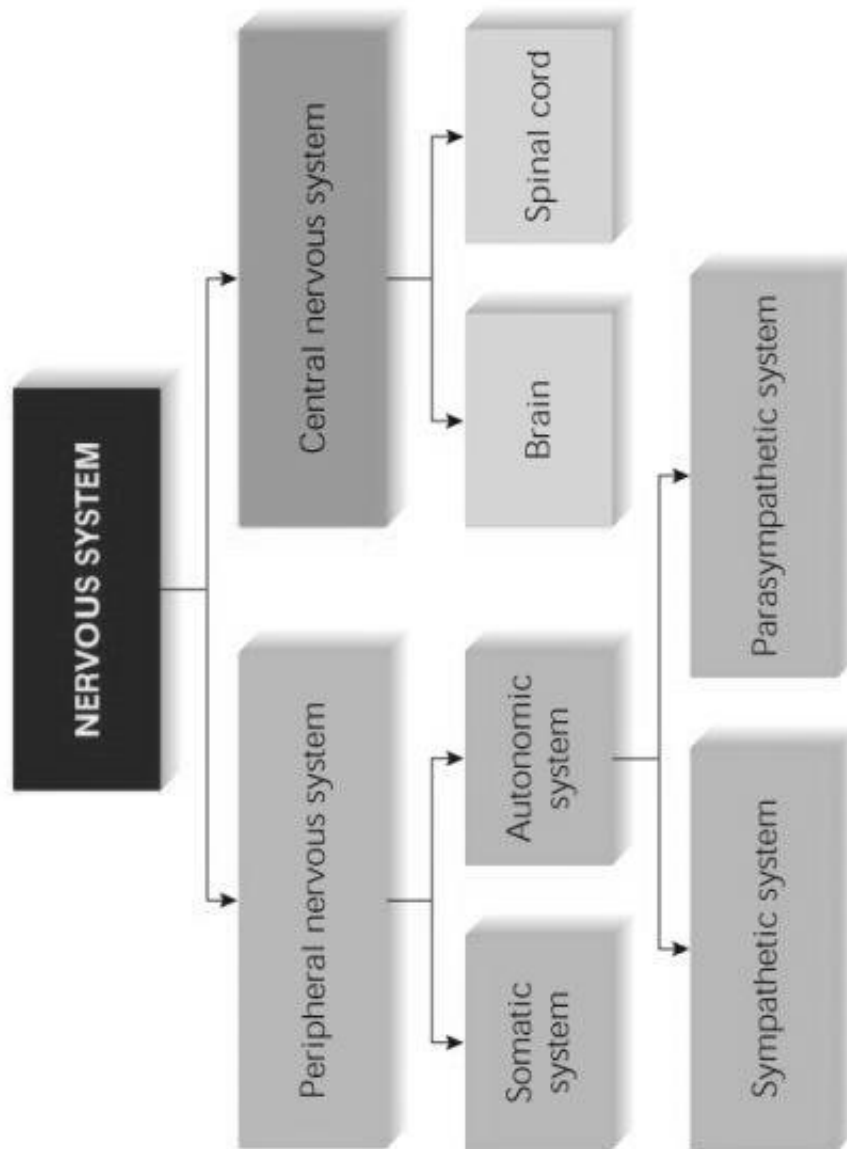 NERVOUS SYSTEM
Peripheral nervous system
Central nervous system
Somatic
system
Autonomic
system
Brain
Spinal cord
Sympathetic system
Parasympathetic system